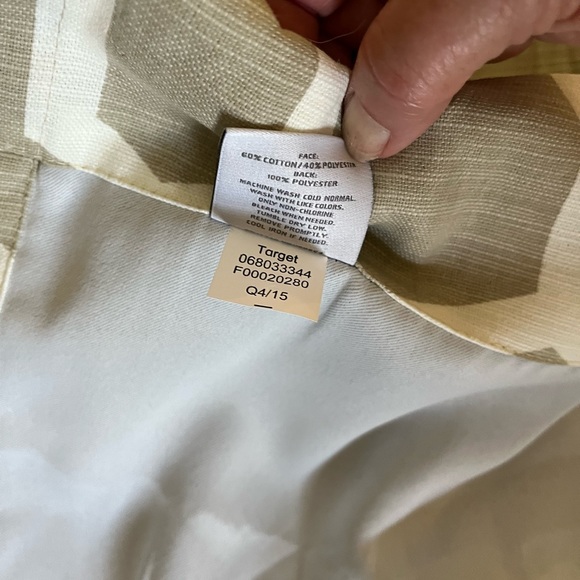 FACE:
60% COTTON/40% POLYESTER
BACK:
100% POLYESTER
MACHINE WASH COLD NORMAL.
WASH WITH LIKE COLORS.
ONLY NON-CHLORINE
BLEACH WHEN NEEDED.
TUMBLE DRY LOW.
REMOVE PROMPTLY.
COOL IRON IF NEEDED.
Target
068033344
F00020280
Q4/15